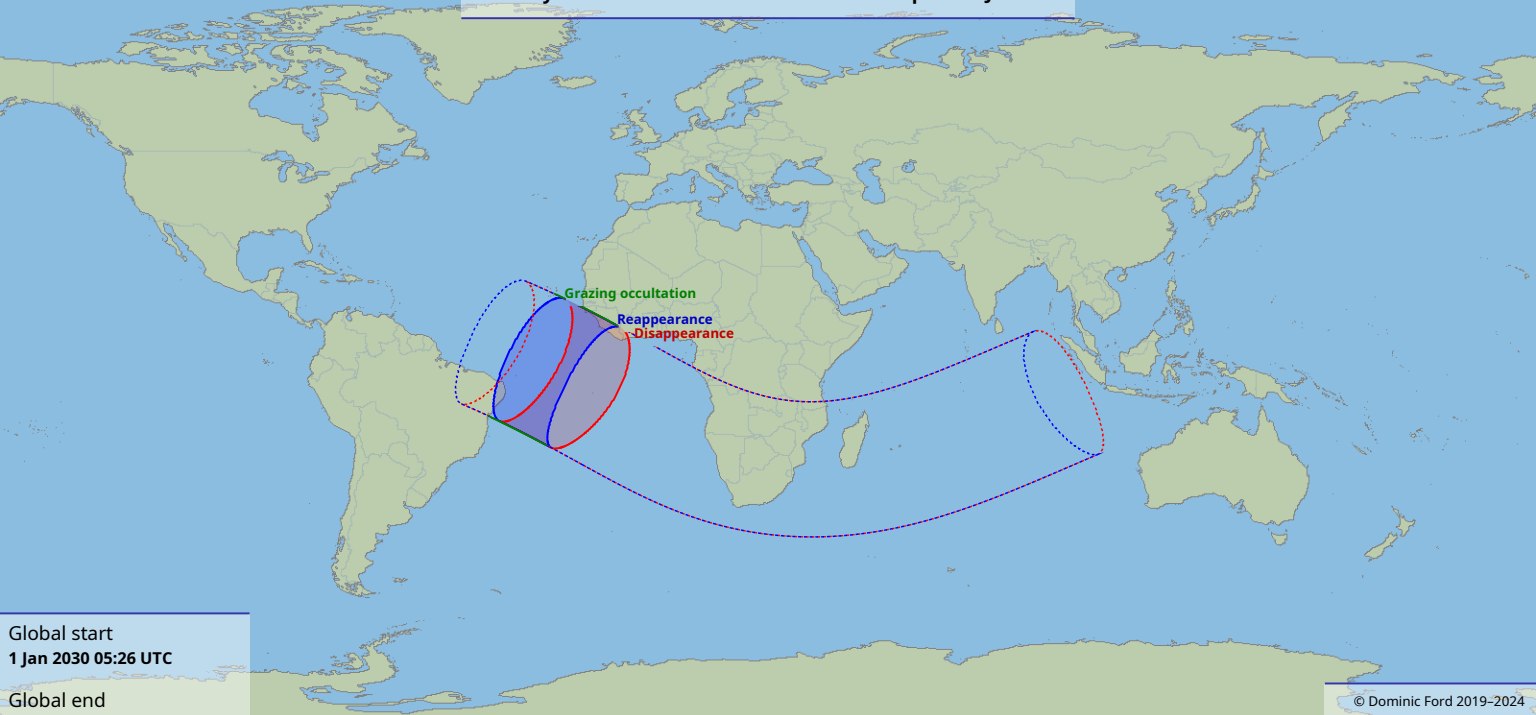 Grazing occultation
Reappearance
Disappearance
Global start
1 Jan 2030 05:26 UTC
Global end
© Dominic Ford 2019–2024